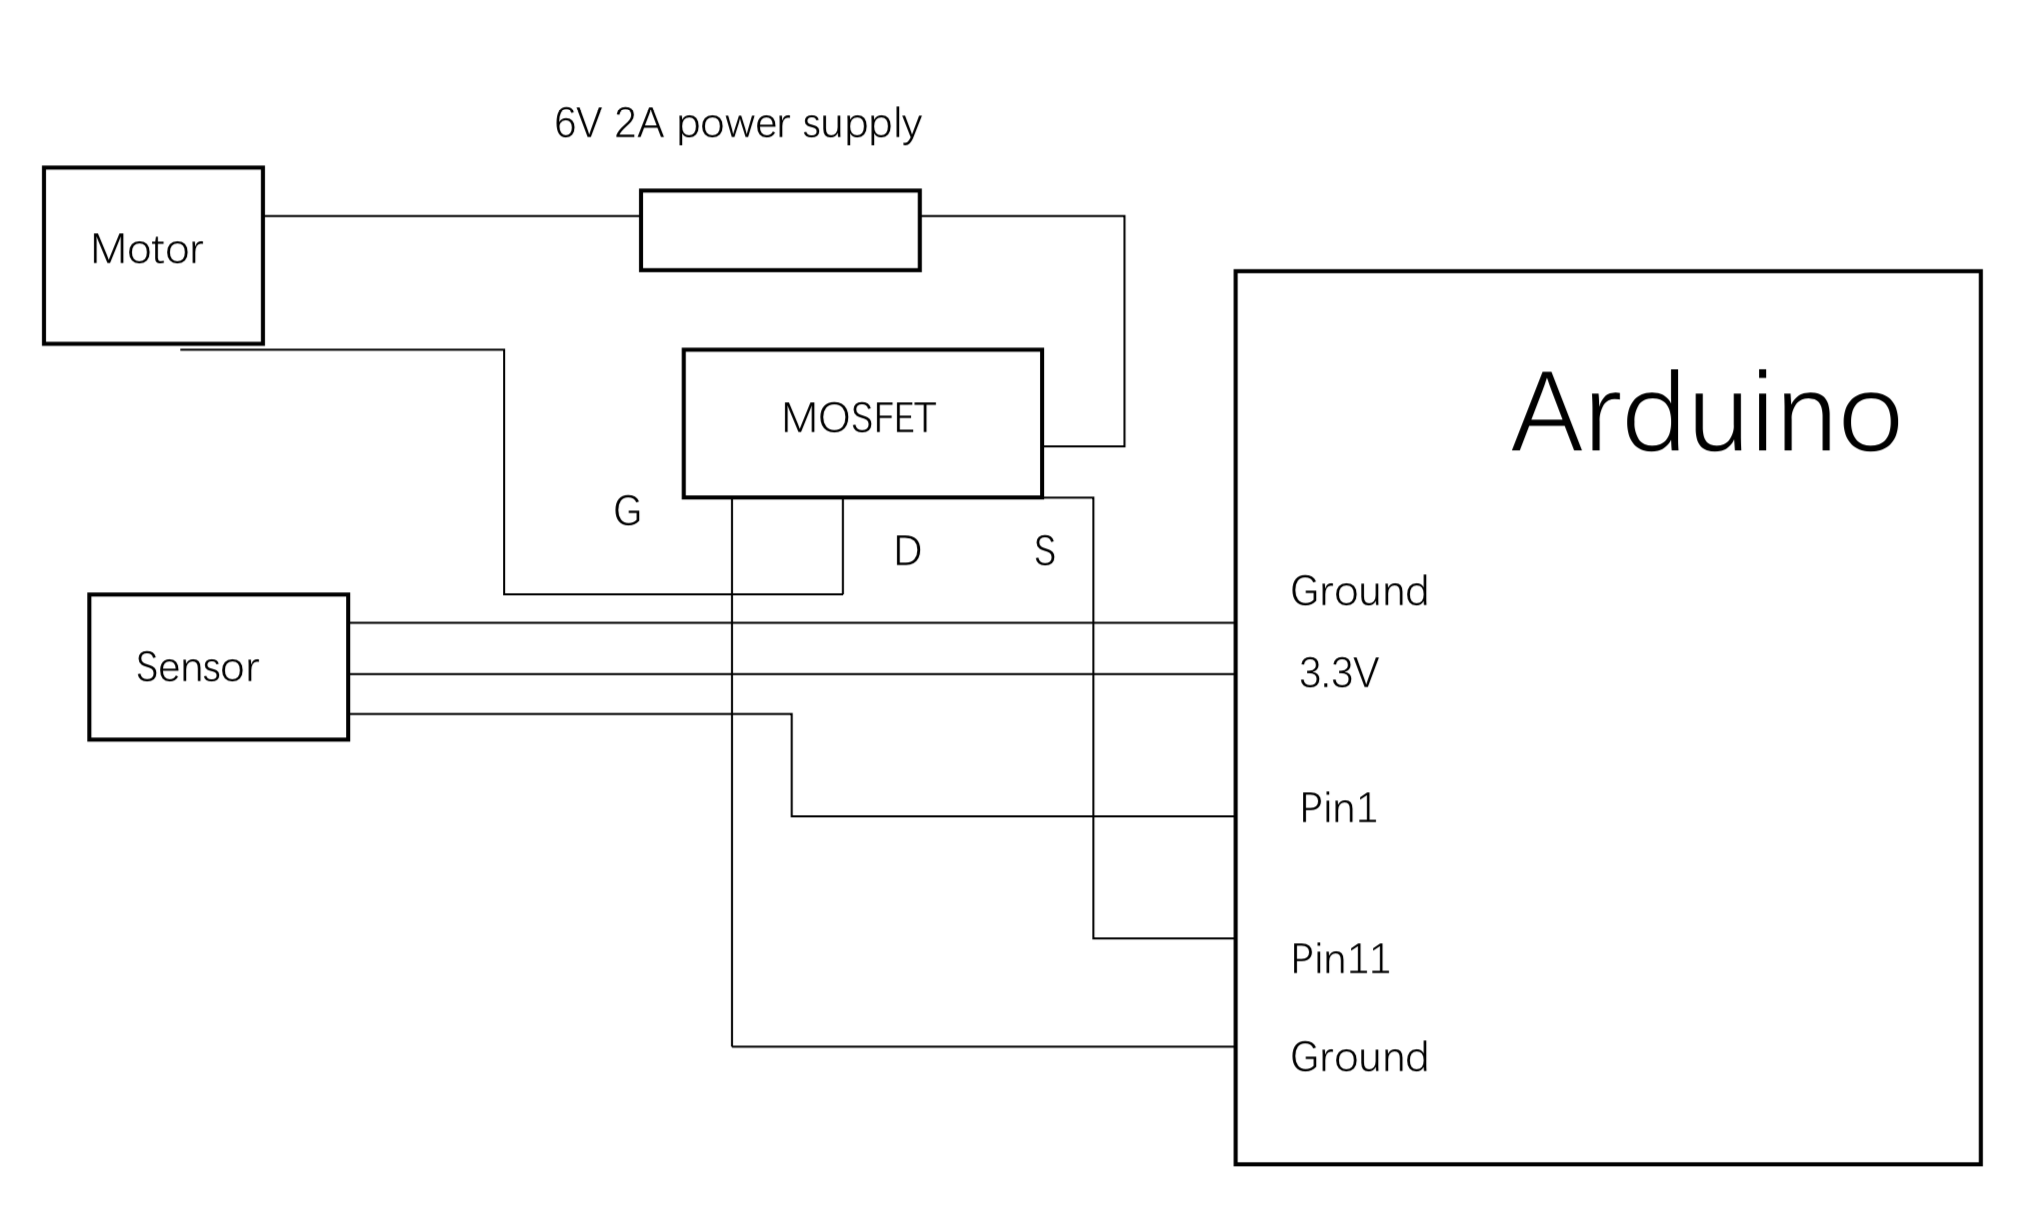 6V 2A power supply
Motor
MOSFET
Arduino
G
D
S
Ground
Sensor
3.3V
Pin1
Pin11
Ground